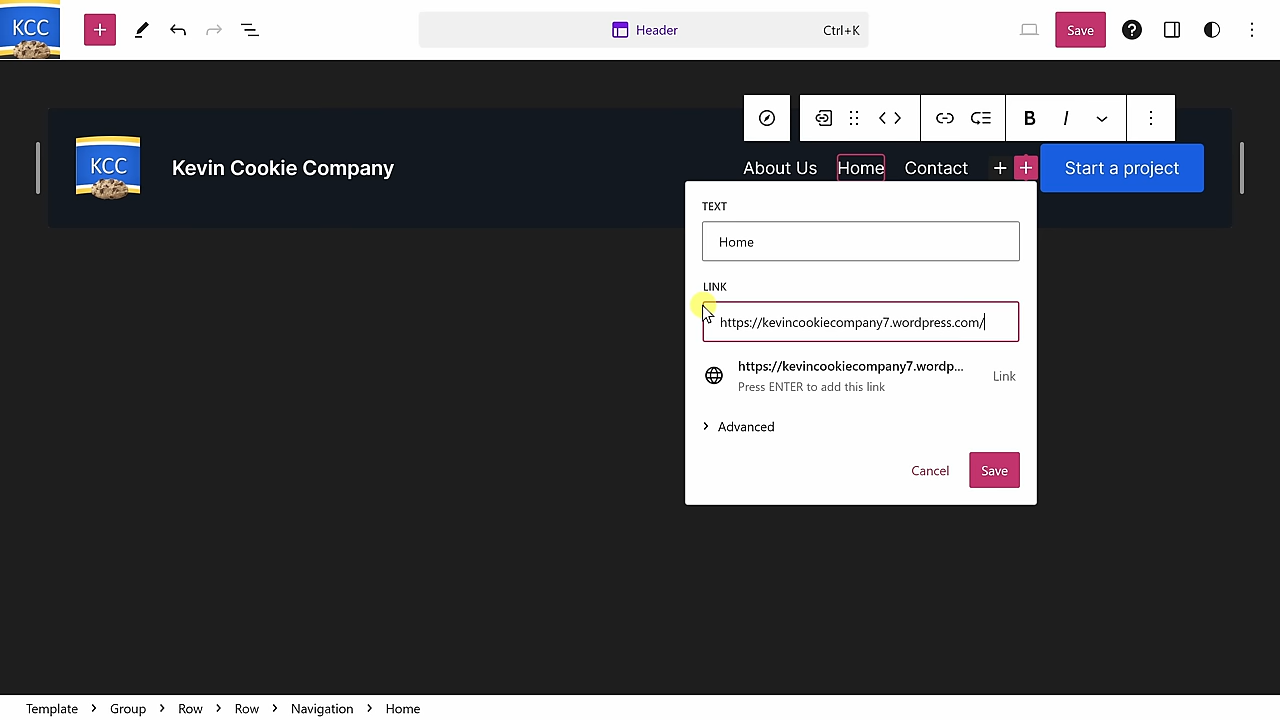 KCC
Header
Ctrl+K
Save
B I
KCC
Kevin Cookie Company
About Us
Home
Contact
Start a project
TEXT
Home
LINK
https://kevincookiecompany7.wordpress.com/
https://kevincookiecompany7.wordp...
Press ENTER to add this link
Link
Advanced
Cancel
Save
Template > Group > Row > Row > Navigation > Home